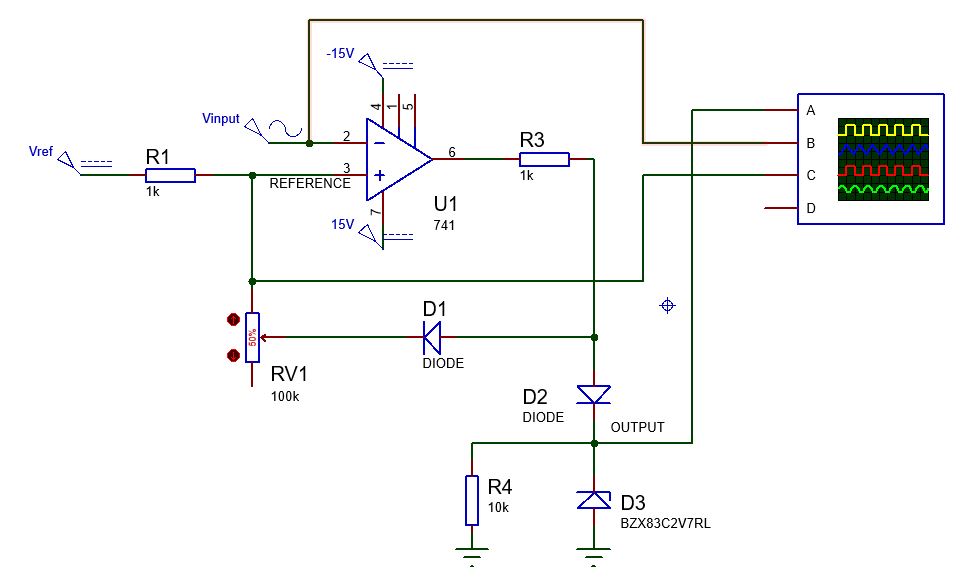 -15V
Vinput
4
1
5
Vref
R1
1k
2
3
REFERENCE
6
R3
1k
7
15V
U1
741
A
B
C
D
50%
RV1
100k
D1
DIODE
D2
DIODE
OUTPUT
R4
10k
D3
BZX83C2V7RL